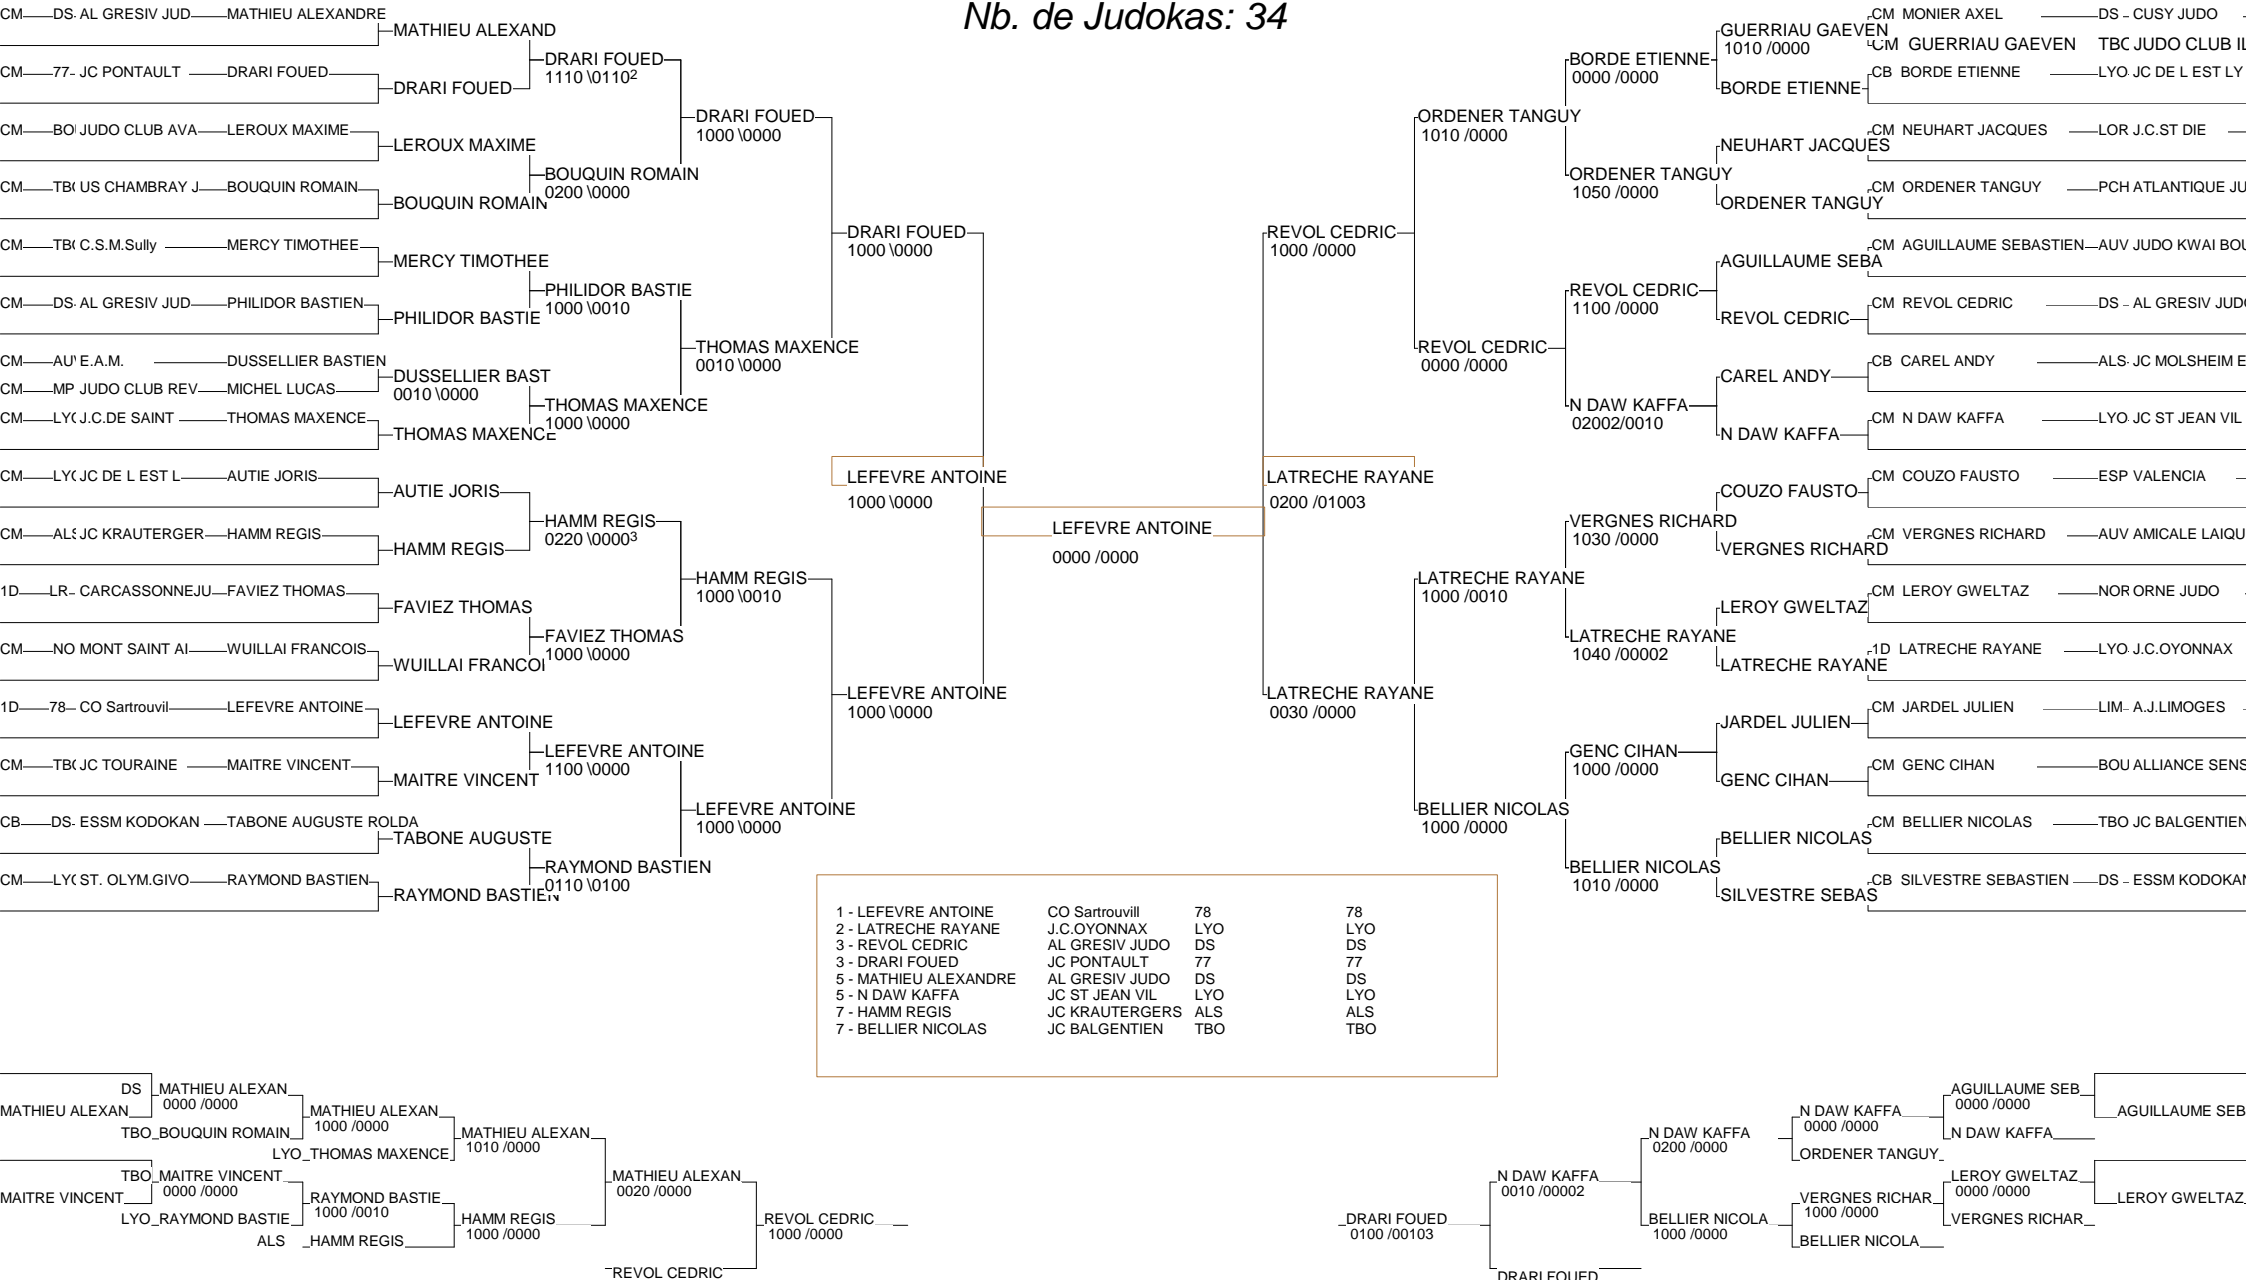 Nb. de Judokas: 34
CM DS AL GRESIV JUD MATHIEU ALEXANDRE
MATHIEU ALEXAND
CM 77 JC PONTAULT DRARI FOUED
DRARI FOUED
DRARI FOUED
1110 \0110²
CM BO JUDO CLUB AVA LEROUX MAXIME
LEROUX MAXIME
CM TB US CHAMBRAY J BOUQUIN ROMAIN
BOUQUIN ROMAIN
BOUQUIN ROMAIN
0200 \0000
DRARI FOUED
1000 \0000
CM TB C.S.M.Sully MERCY TIMOTHEE
MERCY TIMOTHEE
CM DS AL GRESIV JUD PHILIDOR BASTIEN
PHILIDOR BASTIE
PHILIDOR BASTIE
1000 \0010
CM AU E.A.M. DUSSELLIER BASTIEN
CM MP JUDO CLUB REV MICHEL LUCAS
DUSSELLIER BAST
0010 \0000
CM LY J.C.DE SAINT THOMAS MAXENCE
THOMAS MAXENCE
THOMAS MAXENCE
1000 \0000
THOMAS MAXENCE
0010 \0000
DRARI FOUED
1000 \0000
CM LY JC DE L EST L AUTIE JORIS
AUTIE JORIS
CM ALS JC KRAUTERGER HAMM REGIS
HAMM REGIS
HAMM REGIS
0220 \0000³
1D LR CARCASSONNEJU FAVIEZ THOMAS
FAVIEZ THOMAS
CM NO MONT SAINT AI WUILLAI FRANCOIS
WUILLAI FRANCOI
FAVIEZ THOMAS
1000 \0000
HAMM REGIS
1000 \0010
1D 78 CO Sartrouvil LEFEVRE ANTOINE
LEFEVRE ANTOINE
CM TB JC TOURAINE MAITRE VINCENT
MAITRE VINCENT
LEFEVRE ANTOINE
1100 \0000
CB DS ESSM KODOKAN TABONE AUGUSTE ROLDA
TABONE AUGUSTE
CM LY ST. OLYM.GIVO RAYMOND BASTIEN
RAYMOND BASTIEN
RAYMOND BASTIEN
0110 \0100
LEFEVRE ANTOINE
1000 \0000
LEFEVRE ANTOINE
1000 \0000
LEFEVRE ANTOINE
1000 \0000
LEFEVRE ANTOINE
0000 /0000
LATRECHE RAYANE
0200 /01003
REVOL CEDRIC
1000 /0000
LATRECHE RAYANE
0030 /0000
ORDENER TANGUY
1010 /0000
REVOL CEDRIC
0000 /0000
LATRECHE RAYANE
1000 /0010
BELLIER NICOLAS
1000 /0000
BORDE ETIENNE
0000 /0000
ORDENER TANGUY
1050 /0000
REVOL CEDRIC
1100 /0000
N DAW KAFFA
02002/0010
VERGNES RICHARD
1030 /0000
LATRECHE RAYANE
1040 /00002
GENC CIHAN
1000 /0000
BELLIER NICOLAS
1010 /0000
GUERRIAU GAEVEN
1010 /0000
BORDE ETIENNE
NEUHART JACQUES
ORDENER TANGUY
AGUILLAUME SEBA
REVOL CEDRIC
CAREL ANDY
N DAW KAFFA
COUZO FAUSTO
VERGNES RICHARD
LEROY GWELTAZ
LATRECHE RAYANE
JARDEL JULIEN
GENC CIHAN
BELLIER NICOLAS
SILVESTRE SEBAS
CM MONIER AXEL DS CUSY JUDO
CM GUERRIAU GAEVEN TBO JUDO CLUB IL
CB BORDE ETIENNE LYO JC DE L EST LY
CM NEUHART JACQUES LOR J.C.ST DIE
CM ORDENER TANGUY PCH ATLANTIQUE JU
CM AGUILLAUME SEBASTIEN AUV JUDO KWAI BOU
CM REVOL CEDRIC DS AL GRESIV JUDO
CB CAREL ANDY ALS JC MOLSHEIM E
CM N DAW KAFFA LYO JC ST JEAN VIL
CM COUZO FAUSTO ESP VALENCIA
CM VERGNES RICHARD AUV AMICALE LAIQU
CM LEROY GWELTAZ NOR ORNE JUDO
1D LATRECHE RAYANE LYO J.C.OYONNAX
CM JARDEL JULIEN LIM A.J.LIMOGES
CM GENC CIHAN BOU ALLIANCE SENS
CM BELLIER NICOLAS TBO JC BALGENTIEN
CB SILVESTRE SEBASTIEN DS ESSM KODOKAN
1 - LEFEVRE ANTOINE CO Sartrouvill 78 78
2 - LATRECHE RAYANE J.C.OYONNAX LYO LYO
3 - REVOL CEDRIC AL GRESIV JUDO DS DS
3 - DRARI FOUED JC PONTAULT 77 77
5 - MATHIEU ALEXANDRE AL GRESIV JUDO DS DS
5 - N DAW KAFFA JC ST JEAN VIL LYO LYO
7 - HAMM REGIS JC KRAUTERGERS ALS ALS
7 - BELLIER NICOLAS JC BALGENTIEN TBO TBO
MATHIEU ALEXAN
DS MATHIEU ALEXAN
0000 /0000
TBO BOUQUIN ROMAIN
MATHIEU ALEXAN
1000 /0000
LYO THOMAS MAXENCE
MATHIEU ALEXAN
1010 /0000
MAITRE VINCENT
TBO MAITRE VINCENT
0000 /0000
LYO RAYMOND BASTIE
RAYMOND BASTIE
1000 /0010
ALS HAMM REGIS
HAMM REGIS
1000 /0000
MATHIEU ALEXAN
0020 /0000
REVOL CEDRIC
REVOL CEDRIC
1000 /0000
DRARI FOUED
0100 /00103
DRARI FOUED
N DAW KAFFA
0010 /00002
N DAW KAFFA
0200 /0000
BELLIER NICOLA
1000 /0000
N DAW KAFFA
0000 /0000
ORDENER TANGUY
VERGNES RICHAR
1000 /0000
BELLIER NICOLA
AGUILLAUME SEB
0000 /0000
N DAW KAFFA
LEROY GWELTAZ
0000 /0000
VERGNES RICHAR
AGUILLAUME SEB
LEROY GWELTAZ